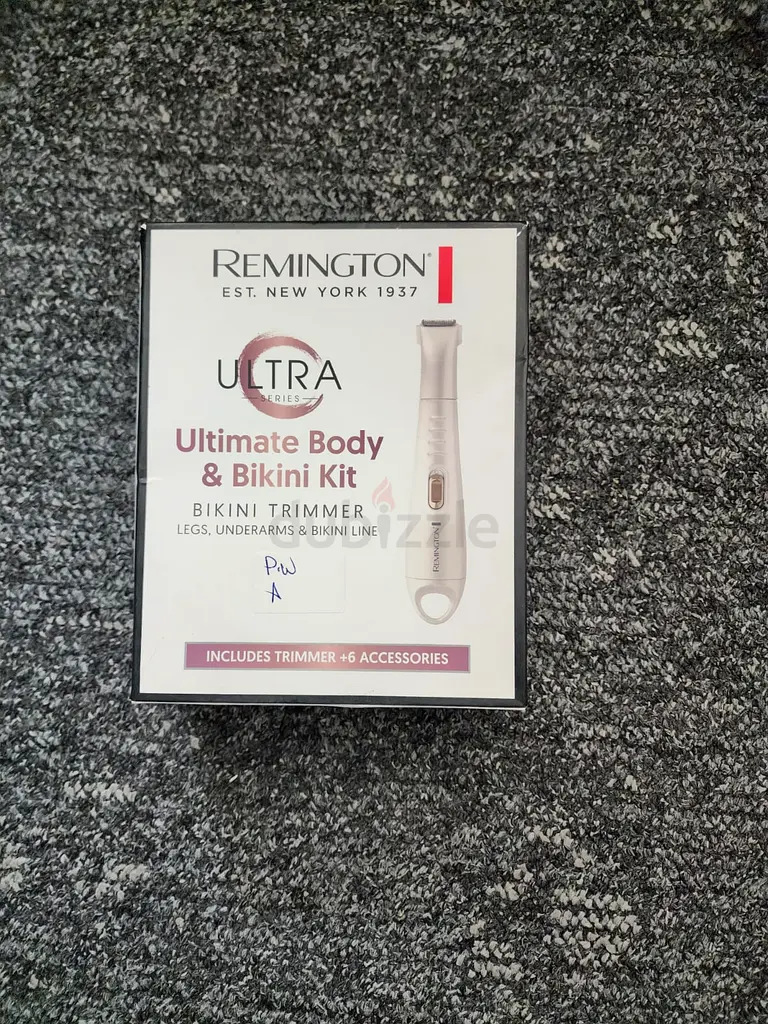 REMINGTON®
EST. NEW YORK 1937
ULTRA
SERIES
Ultimate Body
& Bikini Kit
BIKINI TRIMMER
LEGS, UNDERARMS & BIKINI LINE
P.W
A
REMINGTON
INCLUDES TRIMMER +6 ACCESSORIES
dubizzle